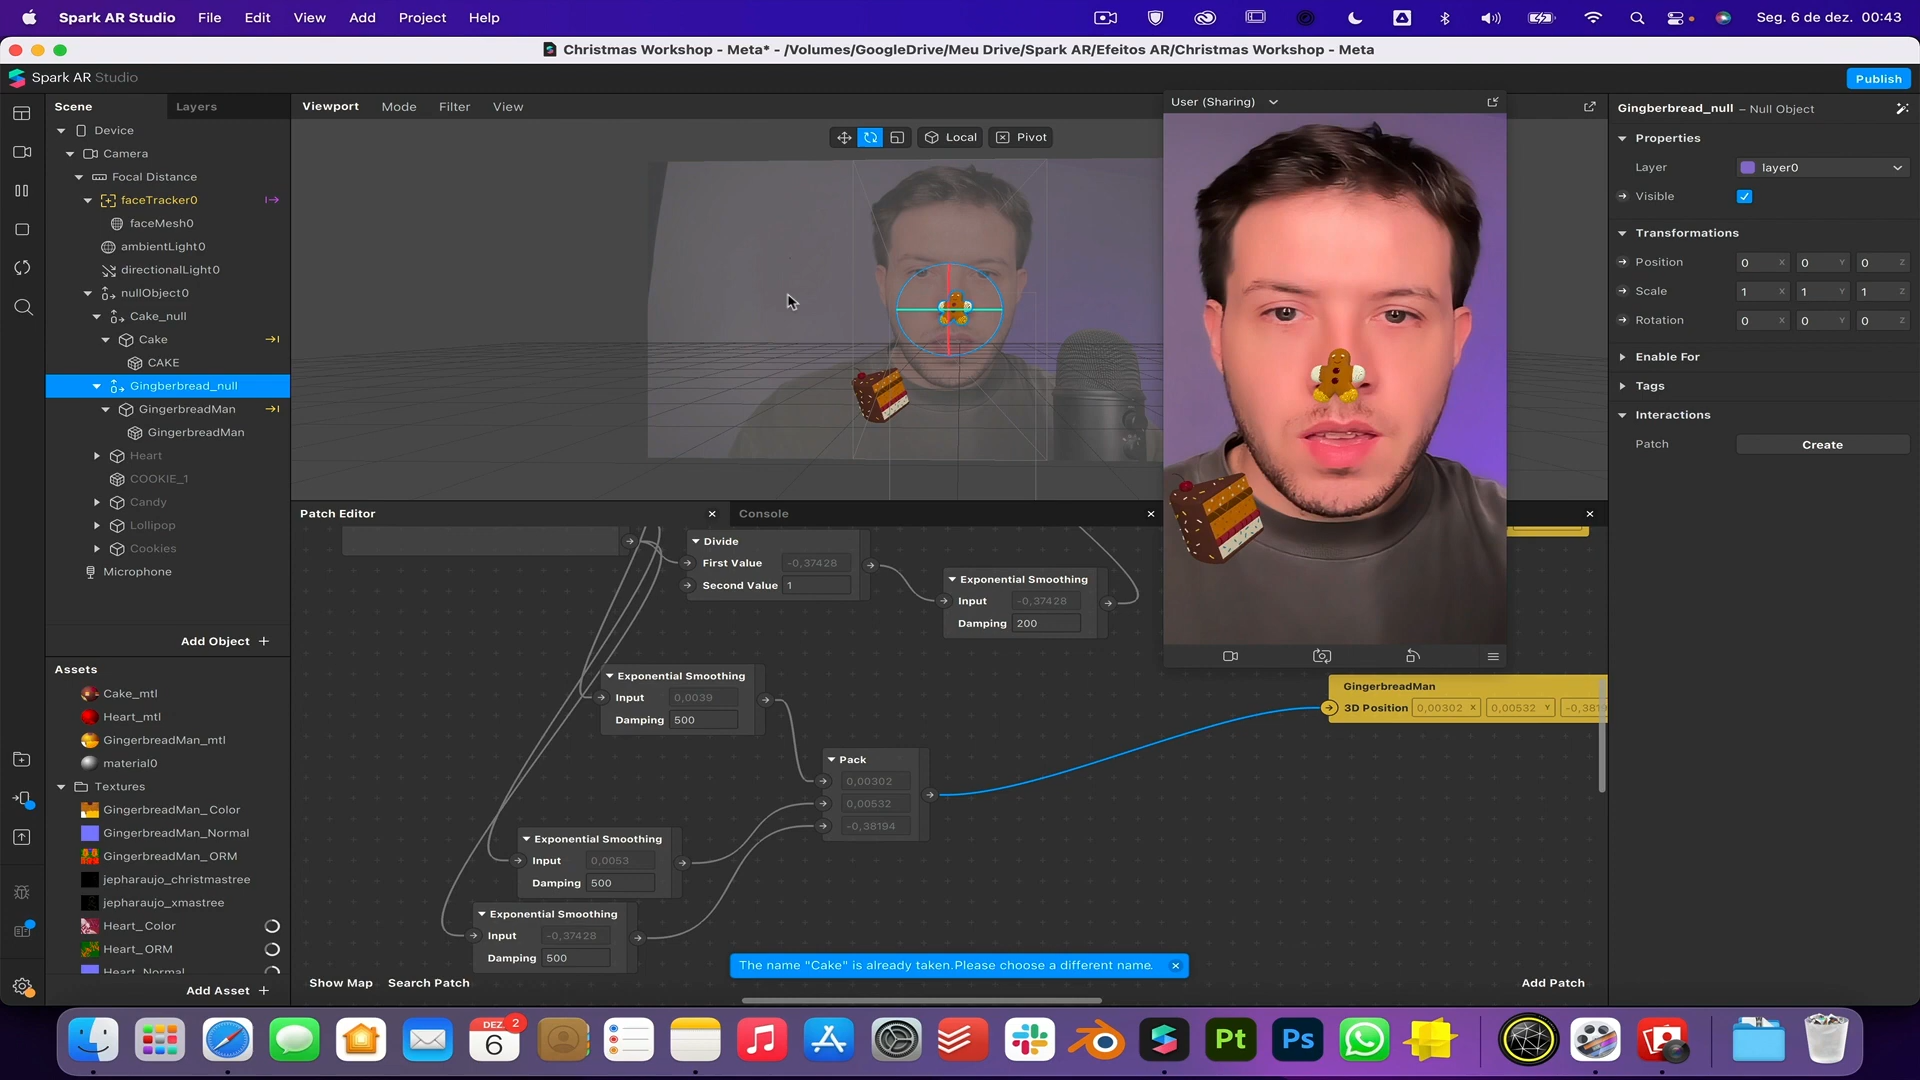 Spark AR Studio File Edit View Add Project Help Seg. 6 de dez. 00:43
Christmas Workshop - Meta* - /Volumes/GoogleDrive/Meu Drive/Spark AR/Efeitos AR/Christmas Workshop - Meta
Spark AR Studio
Publish
Scene Layers
Device
Camera
Focal Distance
faceTracker0
faceMesh0
ambientLight0
directionalLight0
nullObject0
Cake_null
Cake
CAKE
Gingberbread_null
GingerbreadMan
GingerbreadMan
Heart
COOKIE_1
Candy
Lollipop
Cookies
Microphone
Add Object +
Assets
Cake_mtl
Heart_mtl
GingerbreadMan_mtl
material0
Textures
GingerbreadMan_Color
GingerbreadMan_Normal
GingerbreadMan_ORM
jepharaujo_christmastree
jepharaujo_xmastree
Heart_Color
Heart_ORM
Heart_Normal
Add Asset +
Viewport Mode Filter View
Local Pivot
User (Sharing)
Patch Editor
Console
Divide
First Value -0,37428
Second Value 1
Exponential Smoothing
Input -0,37428
Damping 200
Exponential Smoothing
Input 0,0039
Damping 500
Pack
0,00302
0,00532
-0,38194
Exponential Smoothing
Input 0,0053
Damping 500
Exponential Smoothing
Input -0,37428
Damping 500
GingerbreadMan
3D Position 0,00302 X 0,00532 Y -0,3819
The name "Cake" is already taken.Please choose a different name.
Show Map Search Patch
Add Patch
Gingberbread_null – Null Object
Properties
Layer layer0
Visible
Transformations
Position 0 X 0 Y 0 Z
Scale 1 X 1 Y 1 Z
Rotation 0 X 0 Y 0 Z
Enable For
Tags
Interactions
Patch Create
DEZ. 2
6
Pt
Ps